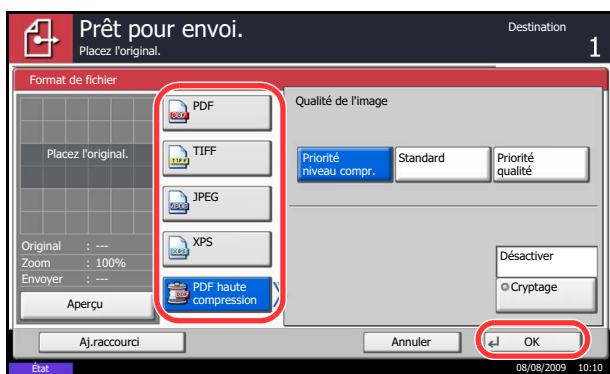 Prêt pour envoi.
Placez l'original.
Destination
1
Format de fichier
Placez l'original.
Original : ---
Zoom : 100%
Envoyer : ---
Aperçu
PDF
TIFF
JPEG
XPS
PDF haute
compression
Qualité de l'image
Priorité
niveau compr.
Standard
Priorité
qualité
Désactiver
Cryptage
Aj.raccourci
Annuler
OK
État
08/08/2009 10:10